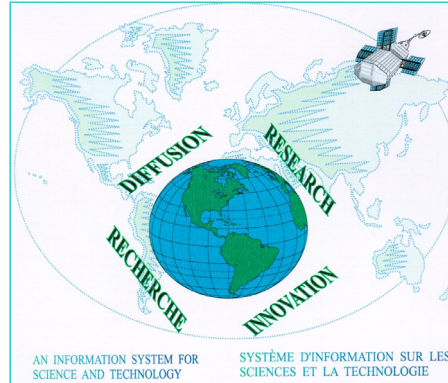 DIFFUSION
RESEARCH
RECHERCHE
INNOVATION
AN INFORMATION SYSTEM FOR
SCIENCE AND TECHNOLOGY
SYSTÈME D'INFORMATION SUR LES
SCIENCES ET LA TECHNOLOGIE